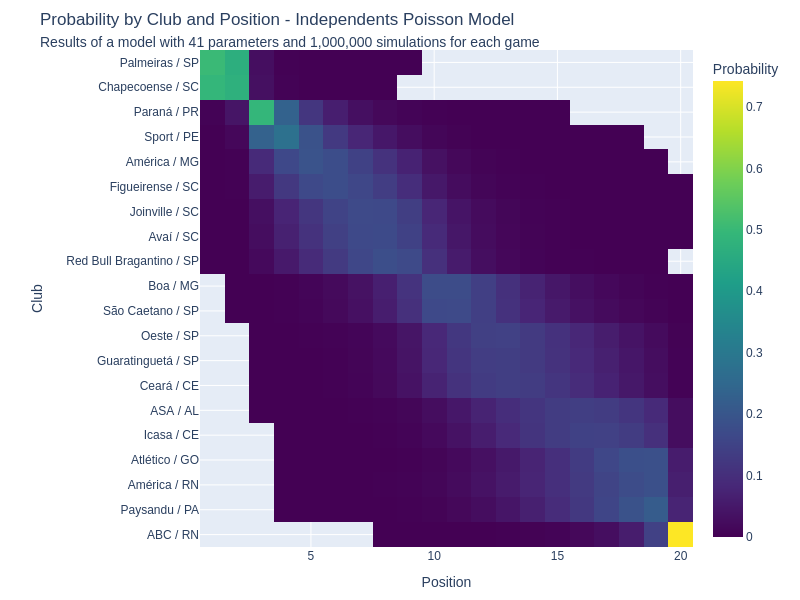 Probability by Club and Position - Independents Poisson Model
Results of a model with 41 parameters and 1,000,000 simulations for each game
Probability
Palmeiras / SP
Chapecoense / SC
Paraná / PR
Sport / PE
América / MG
Figueirense / SC
Joinville / SC
Avaí / SC
Red Bull Bragantino / SP
Boa / MG
São Caetano / SP
Oeste / SP
Guaratinguetá / SP
Ceará / CE
ASA / AL
Icasa / CE
Atlético / GO
América / RN
Paysandu / PA
ABC / RN
Club
5
10
15
20
Position
0.7
0.6
0.5
0.4
0.3
0.2
0.1
0